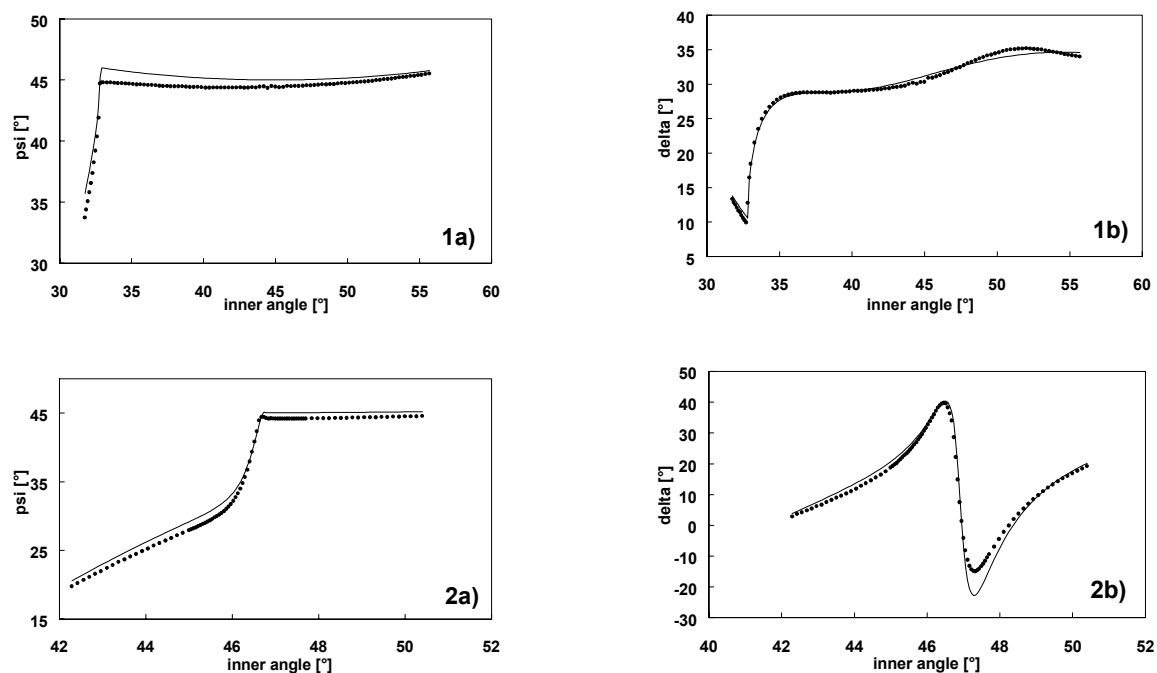 50
45
40
35
30
psi [°]
30 35 40 45 50 55 60
inner angle [°]
1a)
40
35
30
25
20
15
10
5
delta [°]
30 35 40 45 50 55 60
inner angle [°]
1b)
45
35
25
15
psi [°]
42 44 46 48 50 52
inner angle [°]
2a)
50
40
30
20
10
0
-10
-20
-30
delta [°]
40 42 44 46 48 50 52
inner angle [°]
2b)